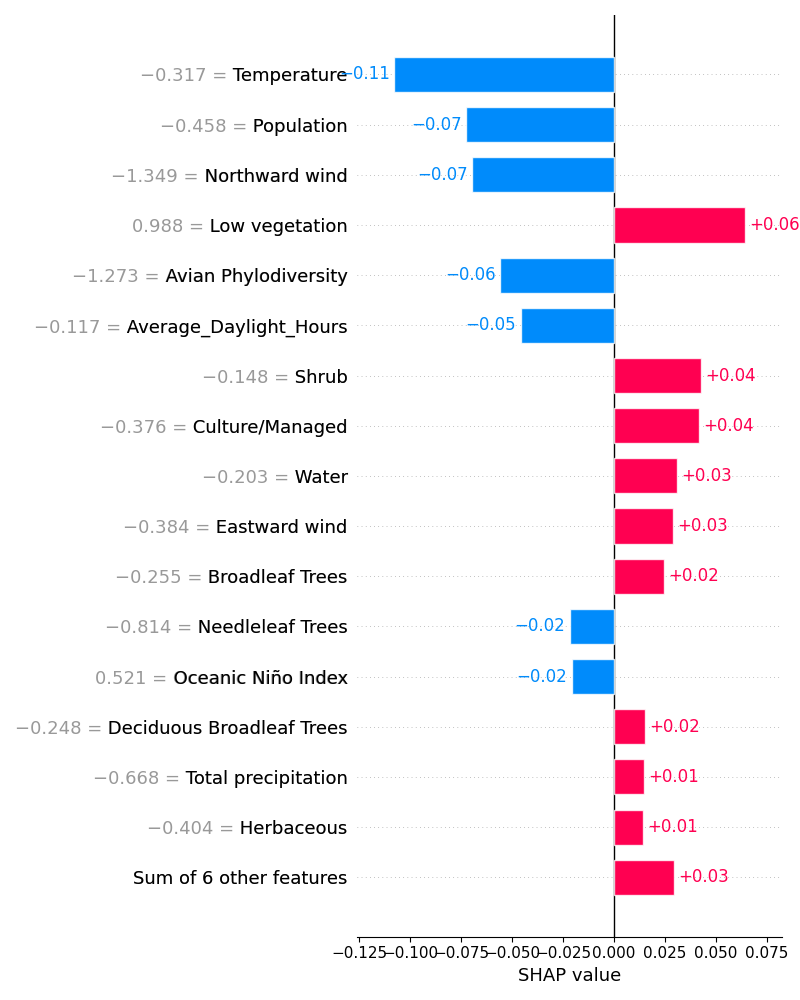 −0.317 = Temperature −0.11
−0.458 = Population −0.07
−1.349 = Northward wind −0.07
0.988 = Low vegetation +0.06
−1.273 = Avian Phylodiversity −0.06
−0.117 = Average_Daylight_Hours −0.05
−0.148 = Shrub +0.04
−0.376 = Culture/Managed +0.04
−0.203 = Water +0.03
−0.384 = Eastward wind +0.03
−0.255 = Broadleaf Trees +0.02
−0.814 = Needleleaf Trees −0.02
0.521 = Oceanic Niño Index −0.02
−0.248 = Deciduous Broadleaf Trees +0.02
−0.668 = Total precipitation +0.01
−0.404 = Herbaceous +0.01
Sum of 6 other features +0.03
−0.125 −0.100 −0.075 −0.050 −0.025 0.000 0.025 0.050 0.075
SHAP value